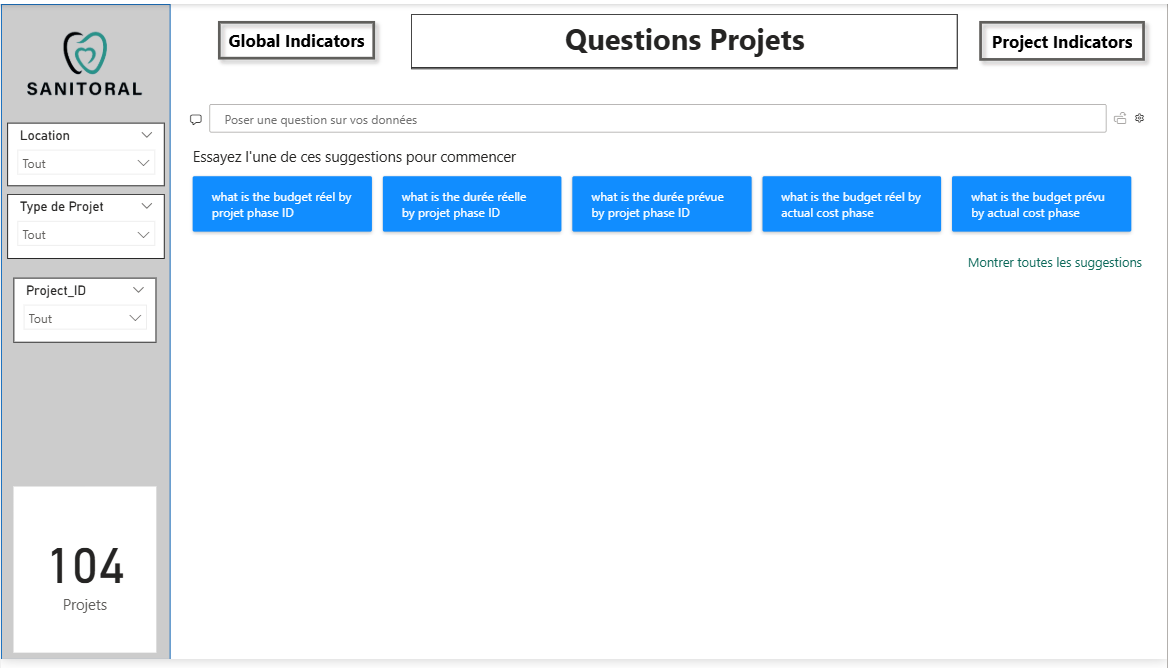 SANITORAL
Location
Tout
Type de Projet
Tout
Project_ID
Tout
104
Projets
Global Indicators
Questions Projets
Project Indicators
Poser une question sur vos données
Essayez l'une de ces suggestions pour commencer
what is the budget réel by
projet phase ID
what is the durée réelle
by projet phase ID
what is the durée prévue
by projet phase ID
what is the budget réel by
actual cost phase
what is the budget prévu
by actual cost phase
Montrer toutes les suggestions